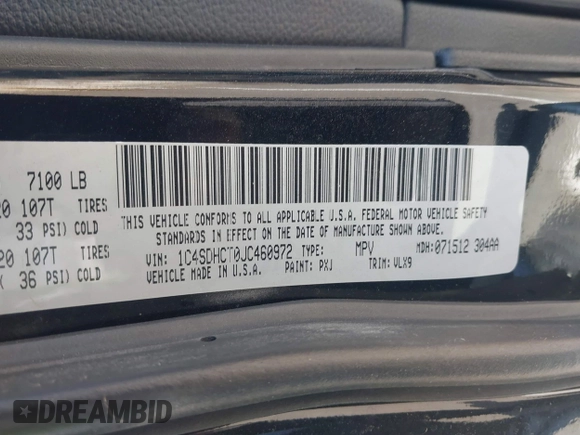 7100 LB
20 107T TIRES
33 PSI) COLD
20 107T TIRES
( 36 PSI) COLD
THIS VEHICLE CONFORMS TO ALL APPLICABLE U.S.A. FEDERAL MOTOR VEHICLE SAFETY
STANDARDS IN EFFECT ON THE DATE OF MANUFACTURE SHOWN ABOVE.
VIN: 1C4SDHCT0JC460972 TYPE: MPV MDH:071512 304AA
VEHICLE MADE IN U.S.A. PAINT: PXJ TRIM: VLX9
DREAMBID